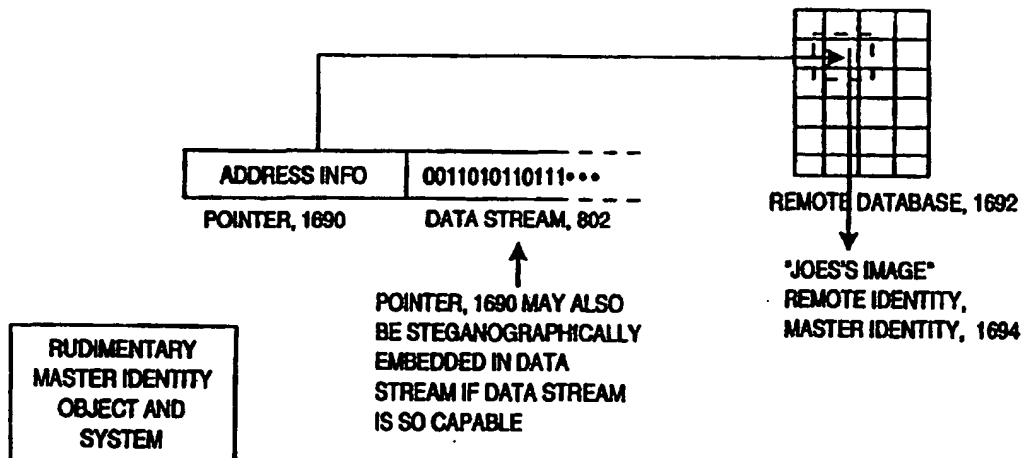 ADDRESS INFO
0011010110111•••
POINTER, 1690
DATA STREAM, 802
REMOTE DATABASE, 1692
"JOES'S IMAGE"
REMOTE IDENTITY,
MASTER IDENTITY, 1694
POINTER, 1690 MAY ALSO
BE STEGANOGRAPHICALLY
EMBEDDED IN DATA
STREAM IF DATA STREAM
IS SO CAPABLE
RUDIMENTARY
MASTER IDENTITY
OBJECT AND
SYSTEM